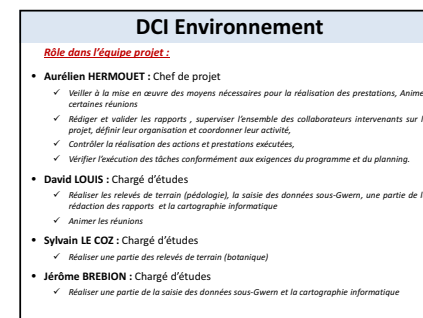 DCI Environnement
Rôle dans l'équipe projet :
• Aurélien HERMOUET : Chef de projet
✓ Veiller à la mise en œuvre des moyens nécessaires pour la réalisation des prestations, Anime
certaines réunions
✓ Rédiger et valider les rapports , superviser l'ensemble des collaborateurs intervenants sur l
projet, définir leur organisation et coordonner leur activité,
✓ Contrôler la réalisation des actions et prestations exécutées,
✓ Vérifier l'exécution des tâches conformément aux exigences du programme et du planning.
• David LOUIS : Chargé d'études
✓ Réaliser les relevés de terrain (pédologie), la saisie des données sous-Gwern, une partie de l
rédaction des rapports et la cartographie informatique
✓ Animer les réunions
• Sylvain LE COZ : Chargé d'études
✓ Réaliser une partie des relevés de terrain (botanique)
• Jérôme BREBION : Chargé d'études
✓ Réaliser une partie de la saisie des données sous-Gwern et la cartographie informatique